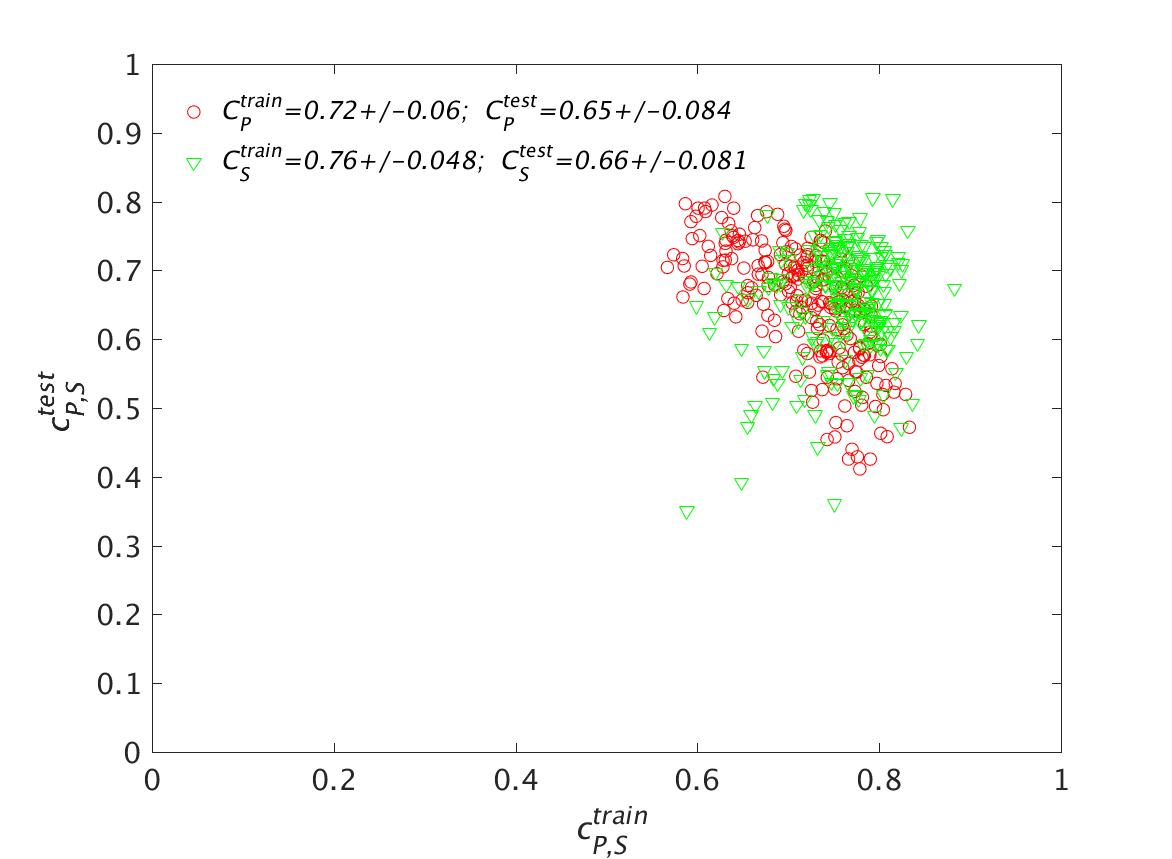 1
0.9
0.8
0.7
0.6
0.5
0.4
0.3
0.2
0.1
0
0 0.2 0.4 0.6 0.8 1
C_P^train=0.72+/-0.06; C_P^test=0.65+/-0.084
C_S^train=0.76+/-0.048; C_S^test=0.66+/-0.081
c_P,S^test
c_P,S^train